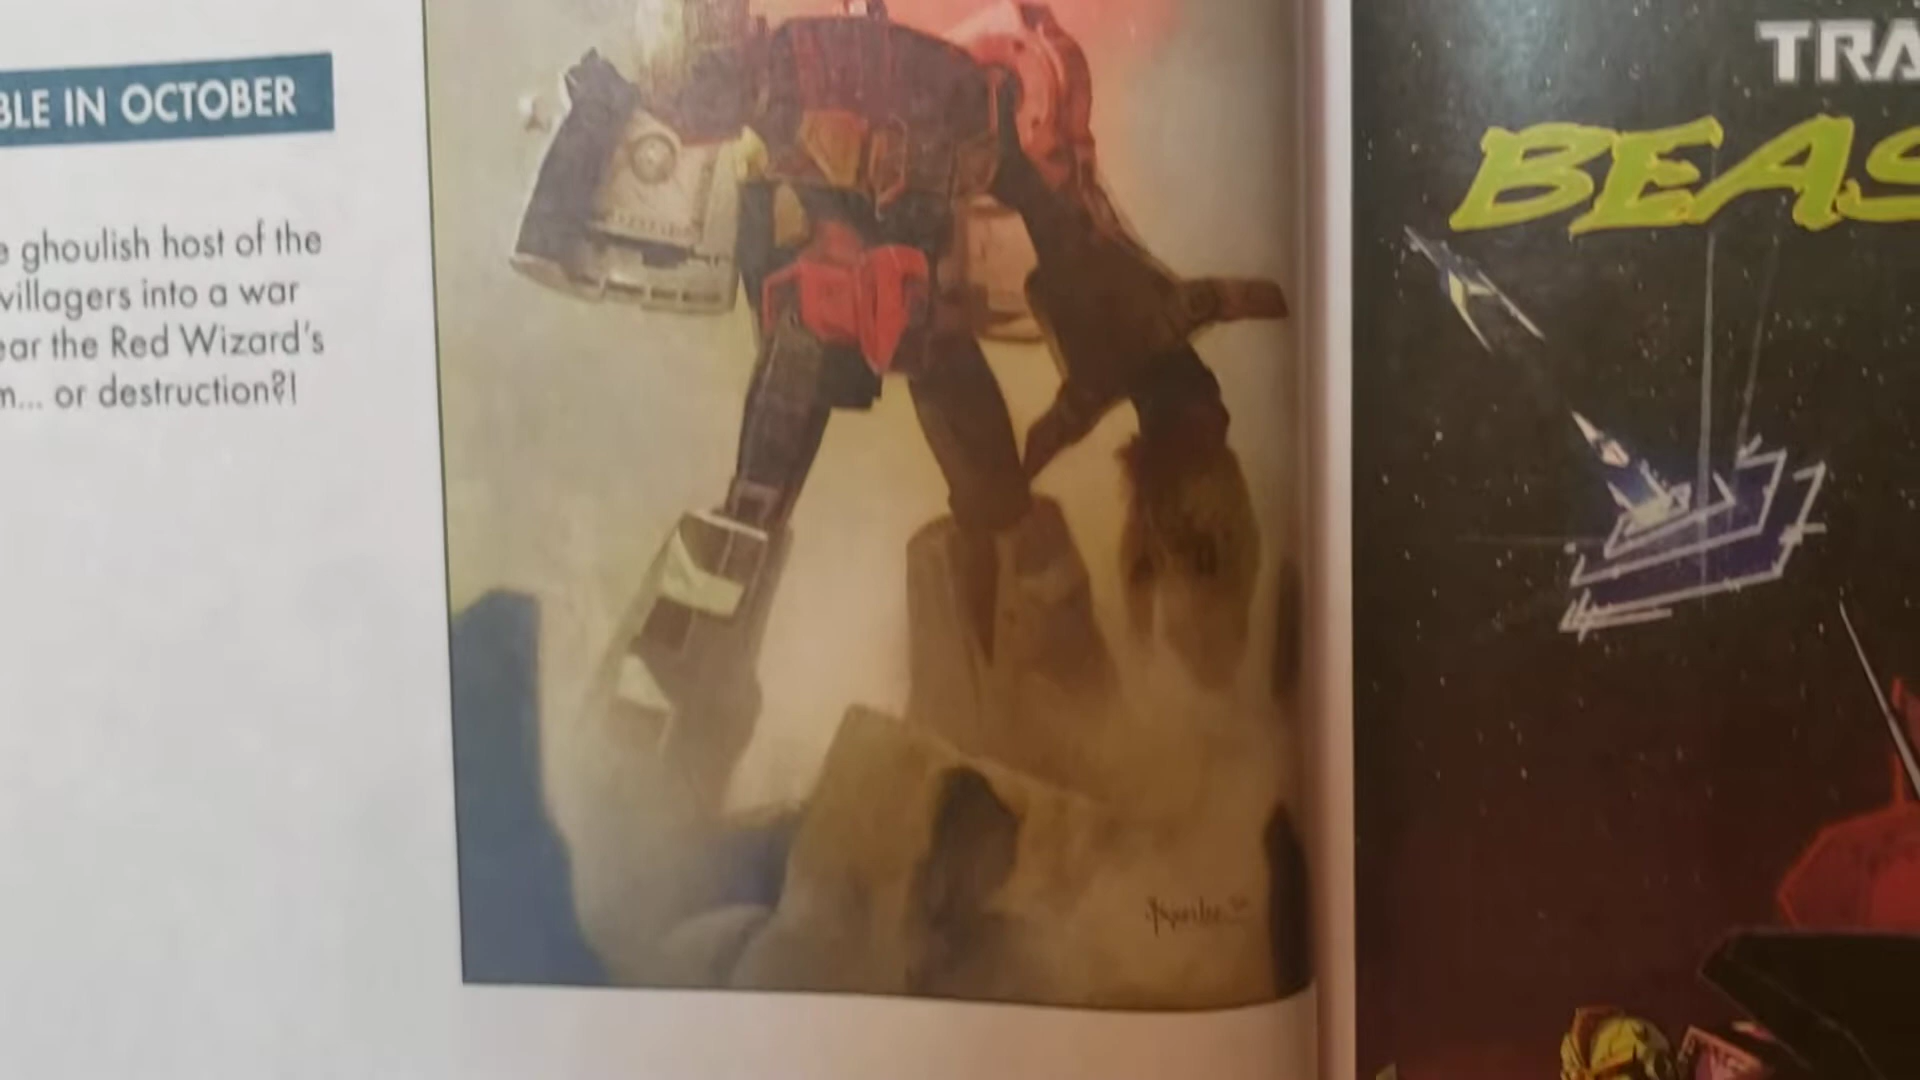 BLE IN OCTOBER
ghoulish host of the
villagers into a war
ear the Red Wizard's
m... or destruction?!
TRA
BEAS